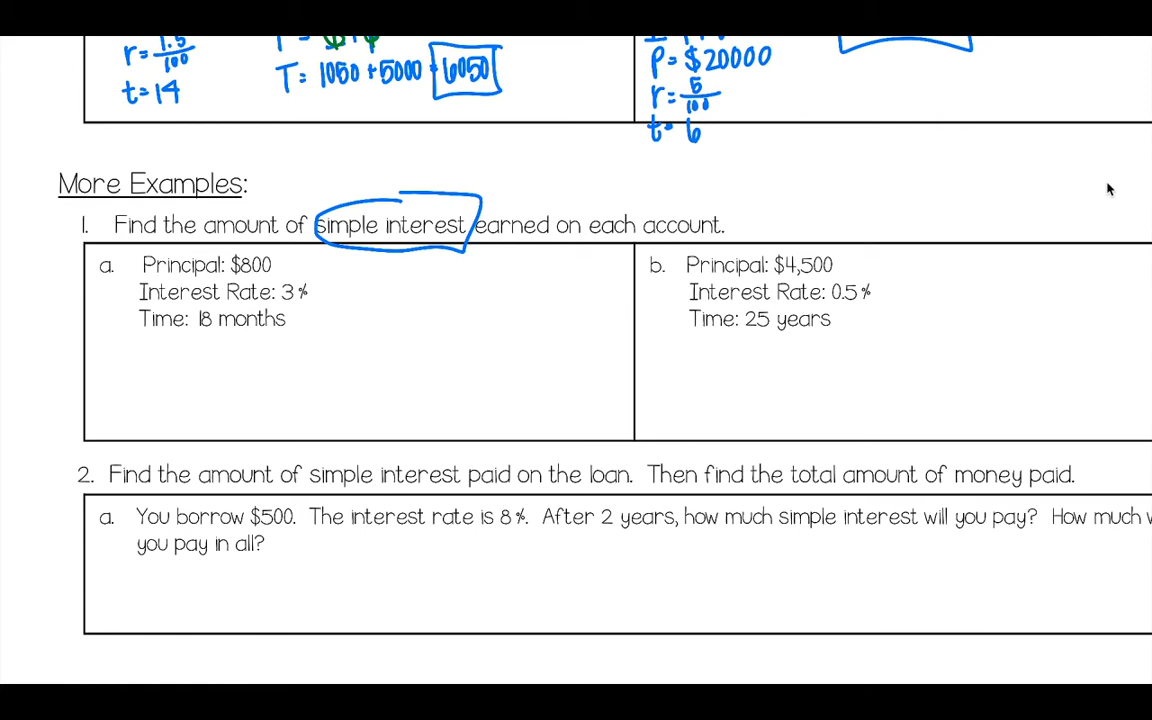 r = 1.5/100
T = 1050 + 5000 = 6050
t = 14
P = $20000
r = 5/100
t = 6
More Examples:
1. Find the amount of simple interest earned on each account.
a. Principal: $800
Interest Rate: 3%
Time: 18 months
b. Principal: $4,500
Interest Rate: 0.5%
Time: 25 years
2. Find the amount of simple interest paid on the loan. Then find the total amount of money paid.
a. You borrow $500. The interest rate is 8%. After 2 years, how much simple interest will you pay? How much
you pay in all?